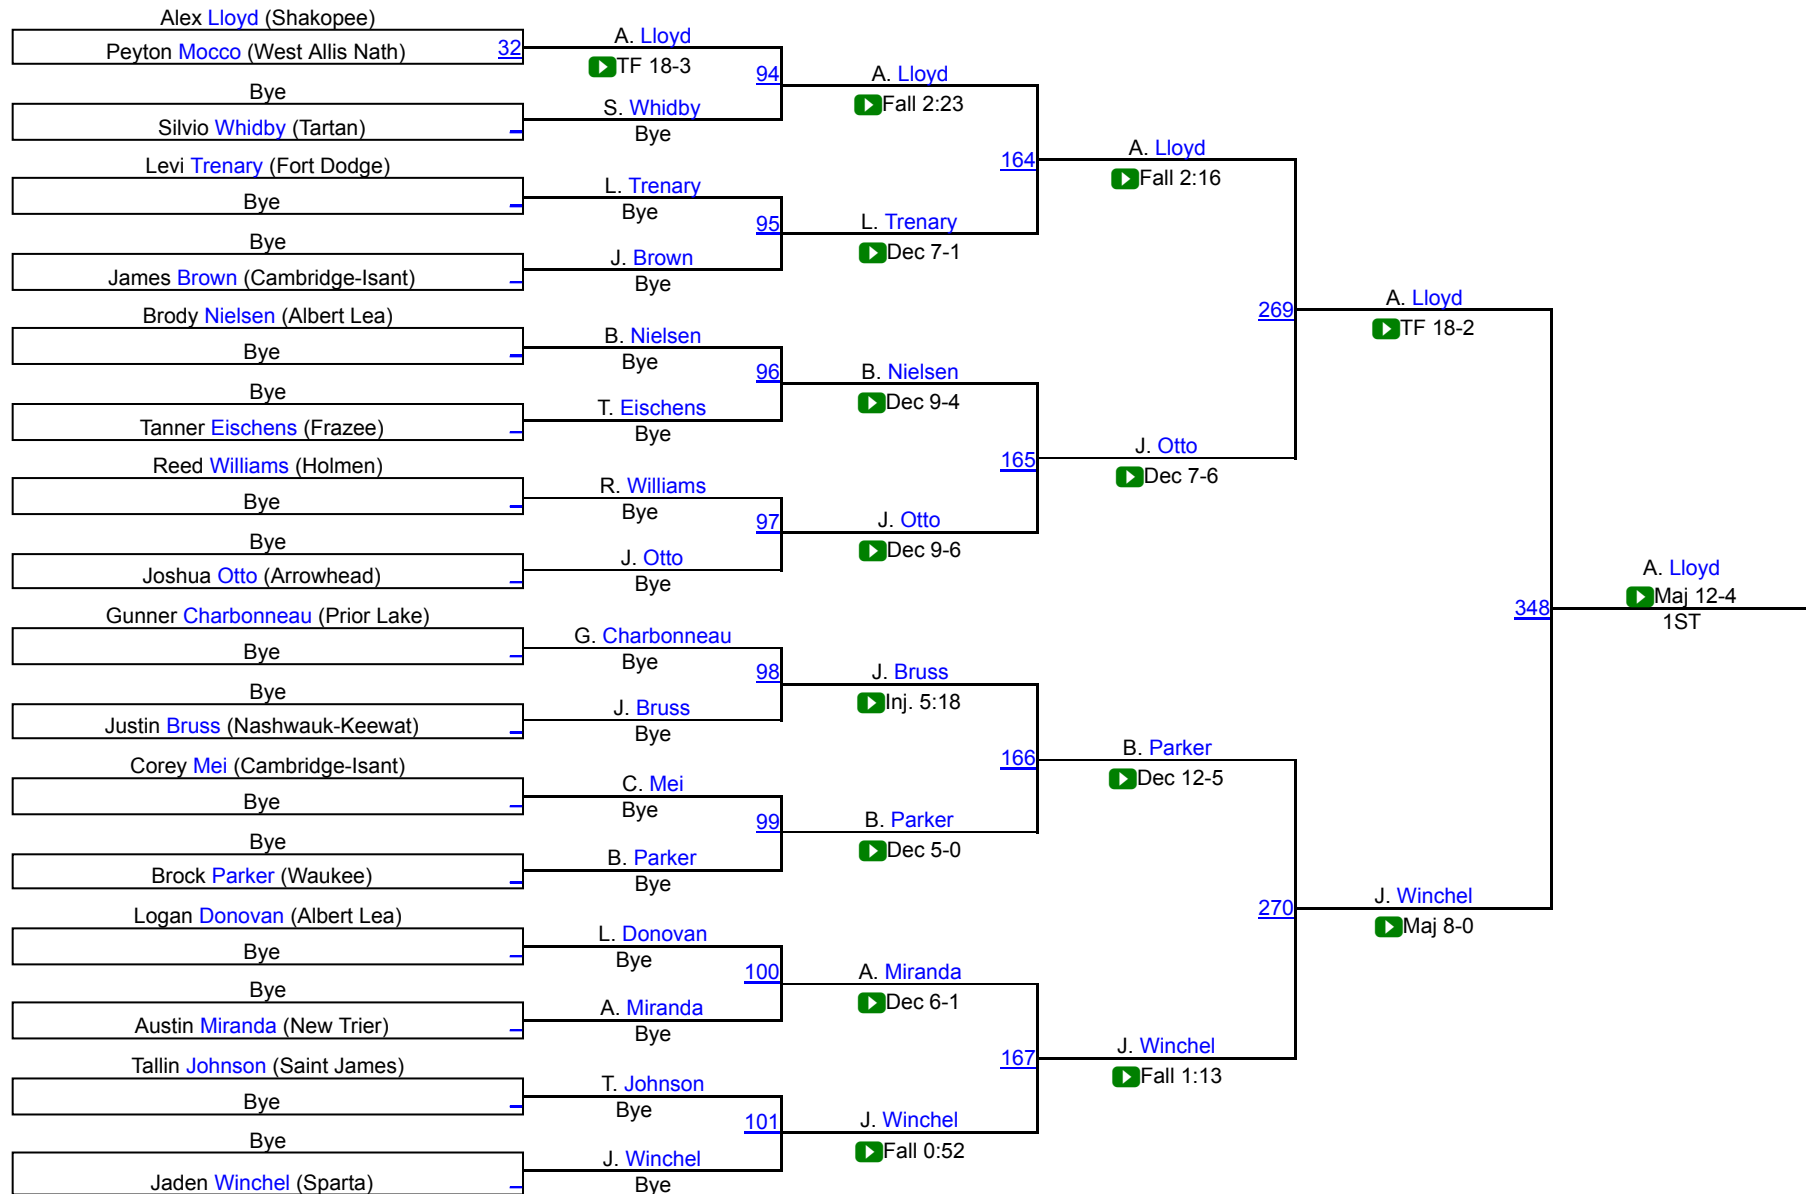 Alex Lloyd (Shakopee)
Peyton Mocco (West Allis Nath) 32
Bye
Silvio Whidby (Tartan)
Levi Trenary (Fort Dodge)
Bye
Bye
James Brown (Cambridge-Isant)
Brody Nielsen (Albert Lea)
Bye
Bye
Tanner Eischens (Frazee)
Reed Williams (Holmen)
Bye
Bye
Joshua Otto (Arrowhead)
Gunner Charbonneau (Prior Lake)
Bye
Bye
Justin Bruss (Nashwauk-Keewat)
Corey Mei (Cambridge-Isant)
Bye
Bye
Brock Parker (Waukee)
Logan Donovan (Albert Lea)
Bye
Bye
Austin Miranda (New Trier)
Tallin Johnson (Saint James)
Bye
Bye
Jaden Winchel (Sparta)
A. Lloyd
TF 18-3
94
S. Whidby
Bye
L. Trenary
Bye
95
J. Brown
Bye
B. Nielsen
Bye
96
T. Eischens
Bye
R. Williams
Bye
97
J. Otto
Bye
G. Charbonneau
Bye
98
J. Bruss
Bye
C. Mei
Bye
99
B. Parker
Bye
L. Donovan
Bye
100
A. Miranda
Bye
T. Johnson
Bye
101
J. Winchel
Bye
A. Lloyd
Fall 2:23
164
L. Trenary
Dec 7-1
B. Nielsen
Dec 9-4
165
J. Otto
Dec 9-6
J. Bruss
Inj. 5:18
166
B. Parker
Dec 5-0
A. Miranda
Dec 6-1
167
J. Winchel
Fall 0:52
A. Lloyd
Fall 2:16
269
J. Otto
Dec 7-6
B. Parker
Dec 12-5
270
J. Winchel
Fall 1:13
A. Lloyd
TF 18-2
348
J. Winchel
Maj 8-0
A. Lloyd
Maj 12-4
1ST